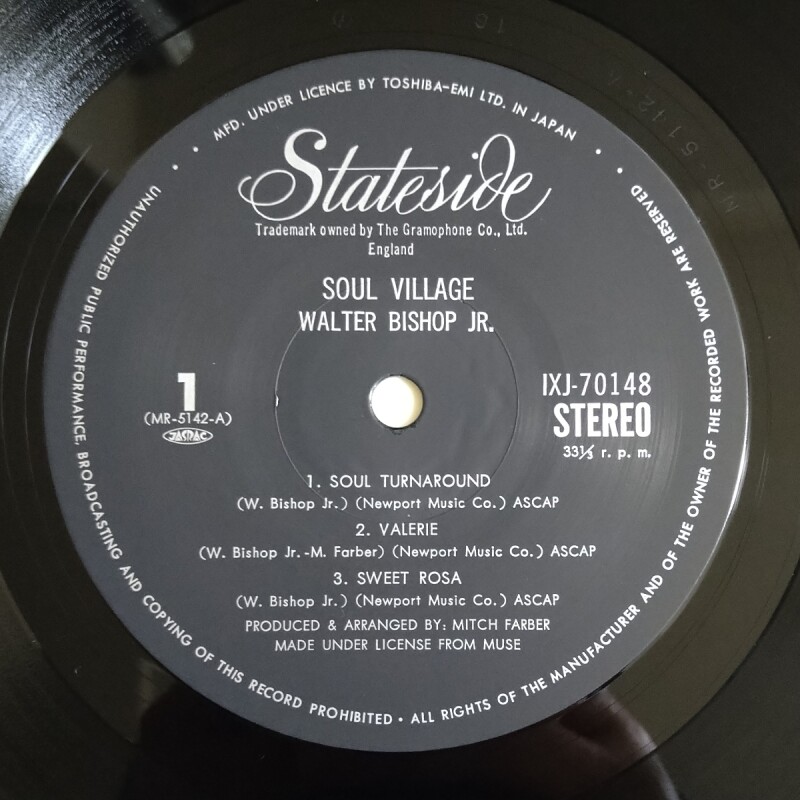 MFD. UNDER LICENCE BY TOSHIBA-EMI LTD. IN JAPAN
Stateside
Trademark owned by The Gramophone Co., Ltd.
England
SOUL VILLAGE
WALTER BISHOP JR.
1
(MR-5142-A)
JASRAC
IXJ-70148
STEREO
33⅓ r. p. m.
1. SOUL TURNAROUND
(W. Bishop Jr.) (Newport Music Co.) ASCAP
2. VALERIE
(W. Bishop Jr.-M. Farber) (Newport Music Co.) ASCAP
3. SWEET ROSA
(W. Bishop Jr.) (Newport Music Co.) ASCAP
PRODUCED & ARRANGED BY: MITCH FARBER
MADE UNDER LICENSE FROM MUSE
UNAUTHORIZED PUBLIC PERFORMANCE, BROADCASTING AND COPYING OF THIS RECORD PROHIBITED • ALL RIGHTS OF THE MANUFACTURER AND OF THE OWNER OF THE RECORDED WORK ARE RESERVED